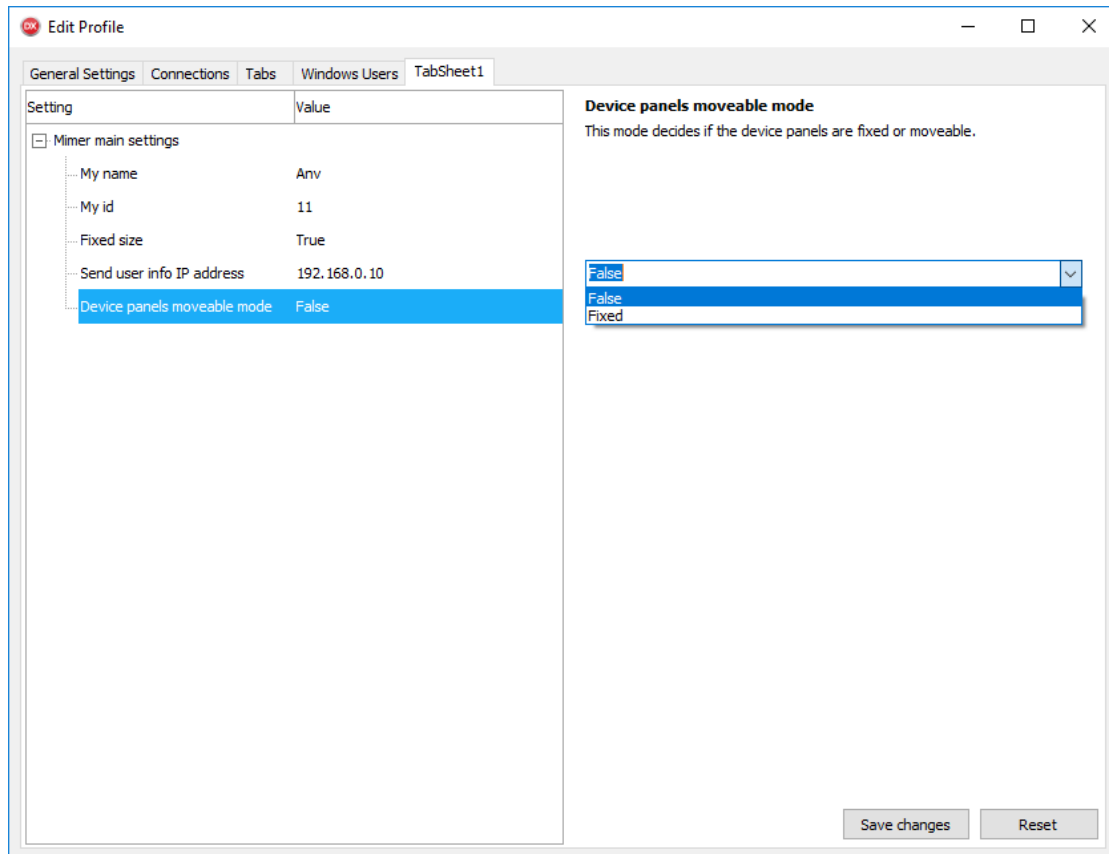 DX Edit Profile
General Settings Connections Tabs Windows Users TabSheet1
Setting Value
Mimer main settings
My name Anv
My id 11
Fixed size True
Send user info IP address 192.168.0.10
Device panels moveable mode False
Device panels moveable mode
This mode decides if the device panels are fixed or moveable.
False
False
Fixed
Save changes Reset